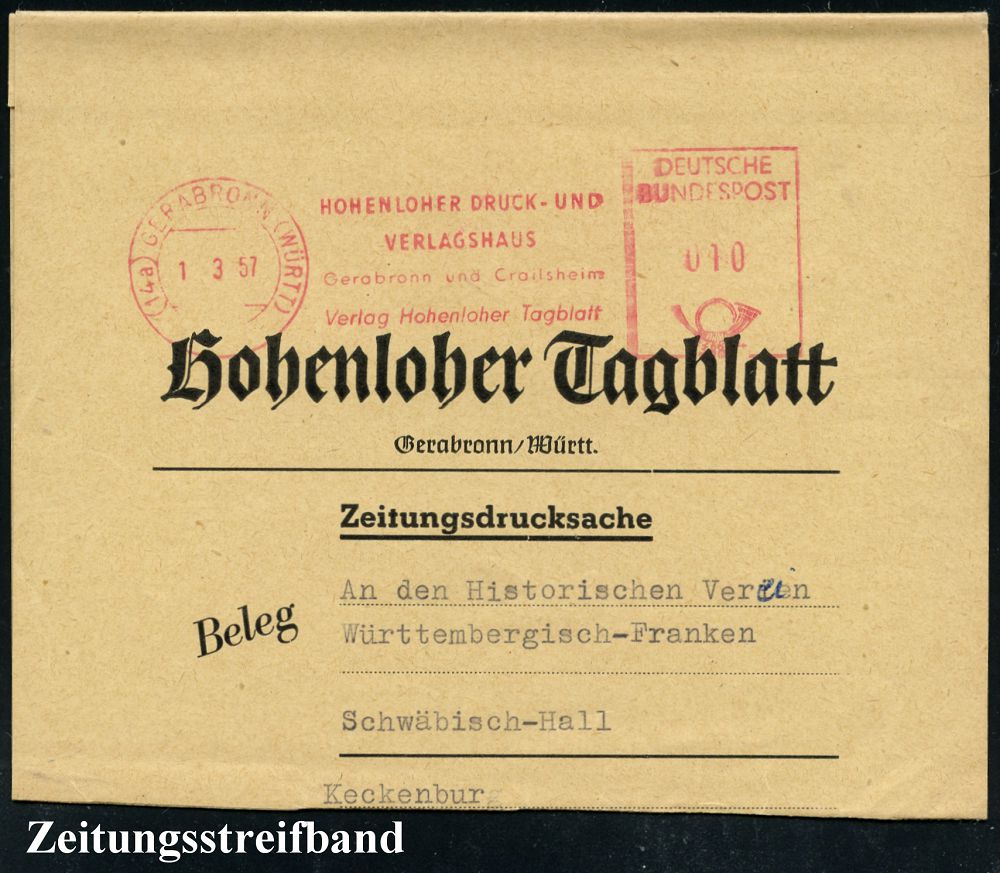 (14a) GERABRONN (WÜRTT)
1 3 57
HOHENLOHER DRUCK- UND
VERLAGSHAUS
Gerabronn und Crailsheim
Verlag Hohenloher Tagblatt
DEUTSCHE
BUNDESPOST
010
Hohenloher Tagblatt
Gerabronn/Württ.
Zeitungsdrucksache
Beleg
An den Historischen Verein
Württembergisch-Franken
Schwäbisch-Hall
Keckenburg
Zeitungsstreifband